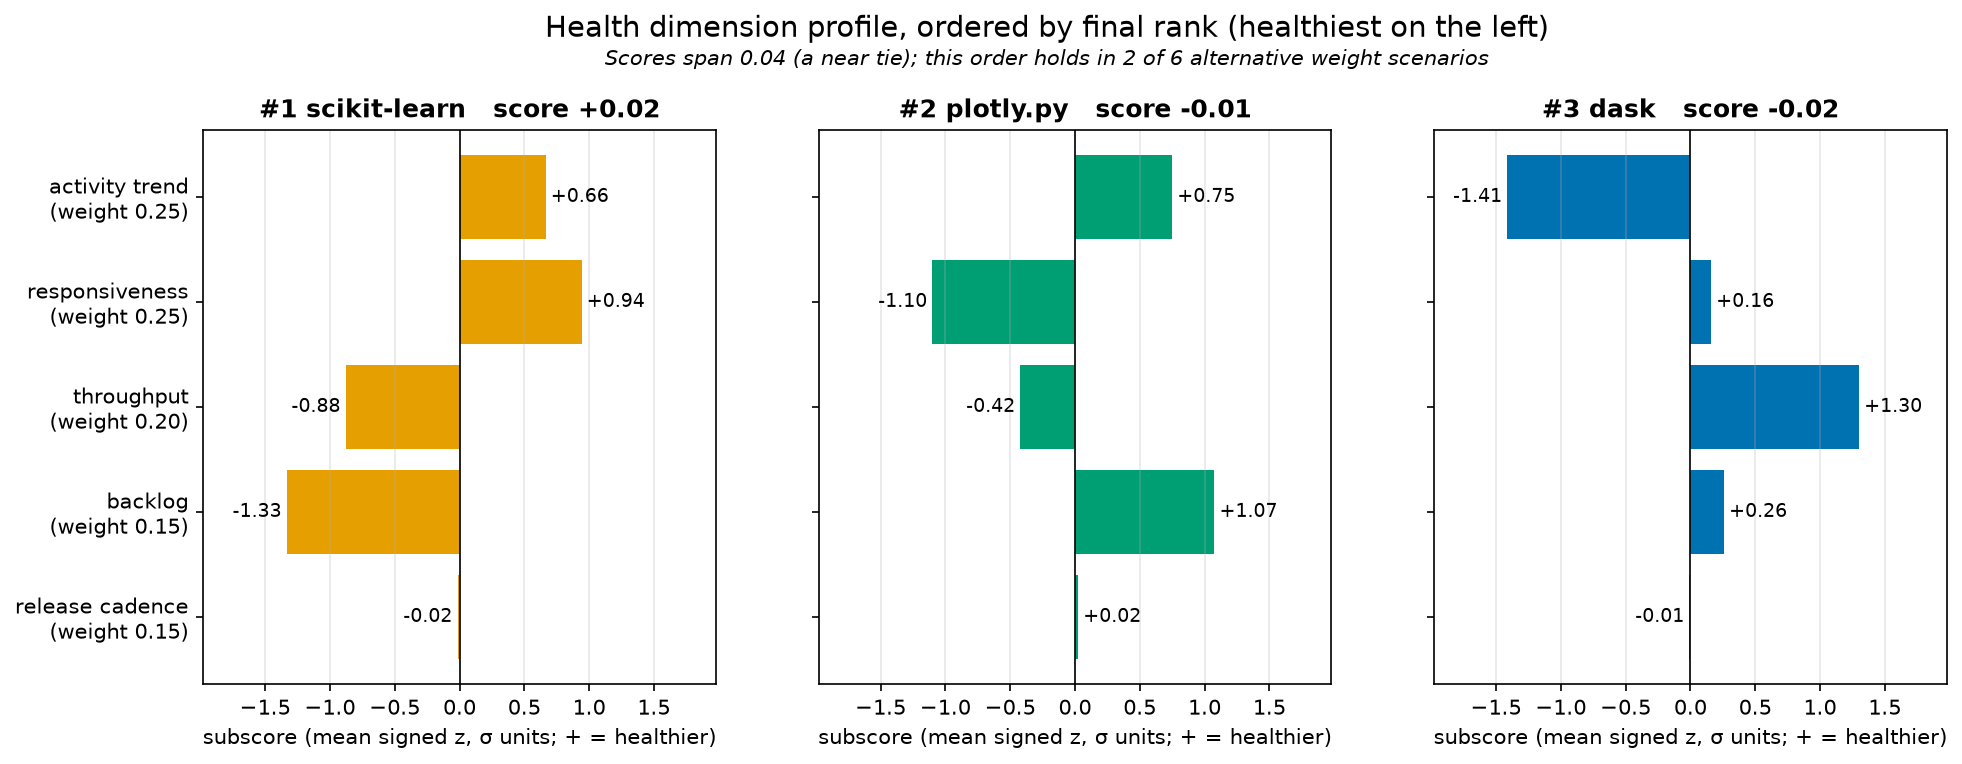 Health dimension profile, ordered by final rank (healthiest on the left)
Scores span 0.04 (a near tie); this order holds in 2 of 6 alternative weight scenarios
#1 scikit-learn   score +0.02
activity trend
(weight 0.25)
responsiveness
(weight 0.25)
throughput
(weight 0.20)
backlog
(weight 0.15)
release cadence
(weight 0.15)
+0.66
+0.94
-0.88
-1.33
-0.02
−1.5 −1.0 −0.5 0.0 0.5 1.0 1.5
subscore (mean signed z, σ units; + = healthier)
#2 plotly.py   score -0.01
+0.75
-1.10
-0.42
+1.07
+0.02
−1.5 −1.0 −0.5 0.0 0.5 1.0 1.5
subscore (mean signed z, σ units; + = healthier)
#3 dask   score -0.02
-1.41
+0.16
+1.30
+0.26
-0.01
−1.5 −1.0 −0.5 0.0 0.5 1.0 1.5
subscore (mean signed z, σ units; + = healthier)